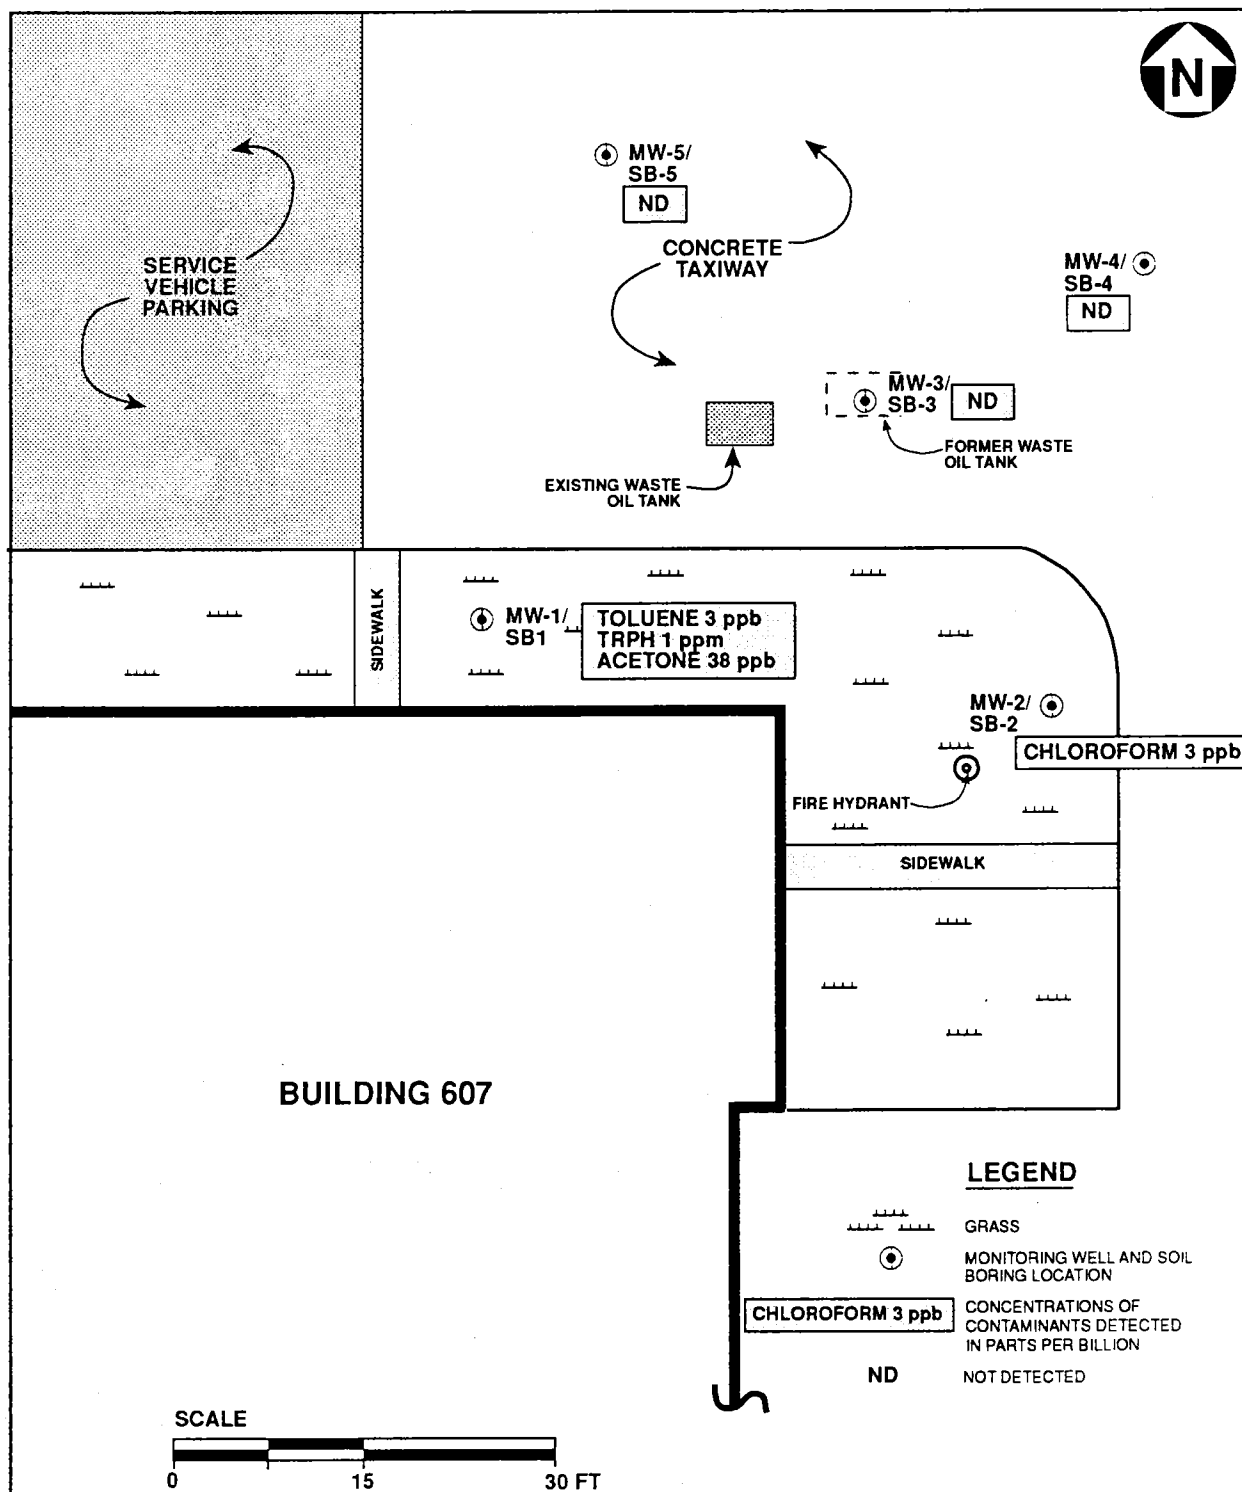 N
MW-5/
SB-5
ND
CONCRETE
TAXIWAY
SERVICE
VEHICLE
PARKING
MW-4/
SB-4
ND
MW-3/
SB-3
ND
FORMER WASTE
OIL TANK
EXISTING WASTE
OIL TANK
SIDEWALK
MW-1/
SB1
TOLUENE 3 ppb
TRPH 1 ppm
ACETONE 38 ppb
MW-2/
SB-2
CHLOROFORM 3 ppb
FIRE HYDRANT
SIDEWALK
BUILDING 607
LEGEND
GRASS
MONITORING WELL AND SOIL
BORING LOCATION
CHLOROFORM 3 ppb
CONCENTRATIONS OF
CONTAMINANTS DETECTED
IN PARTS PER BILLION
ND
NOT DETECTED
SCALE
0 15 30 FT